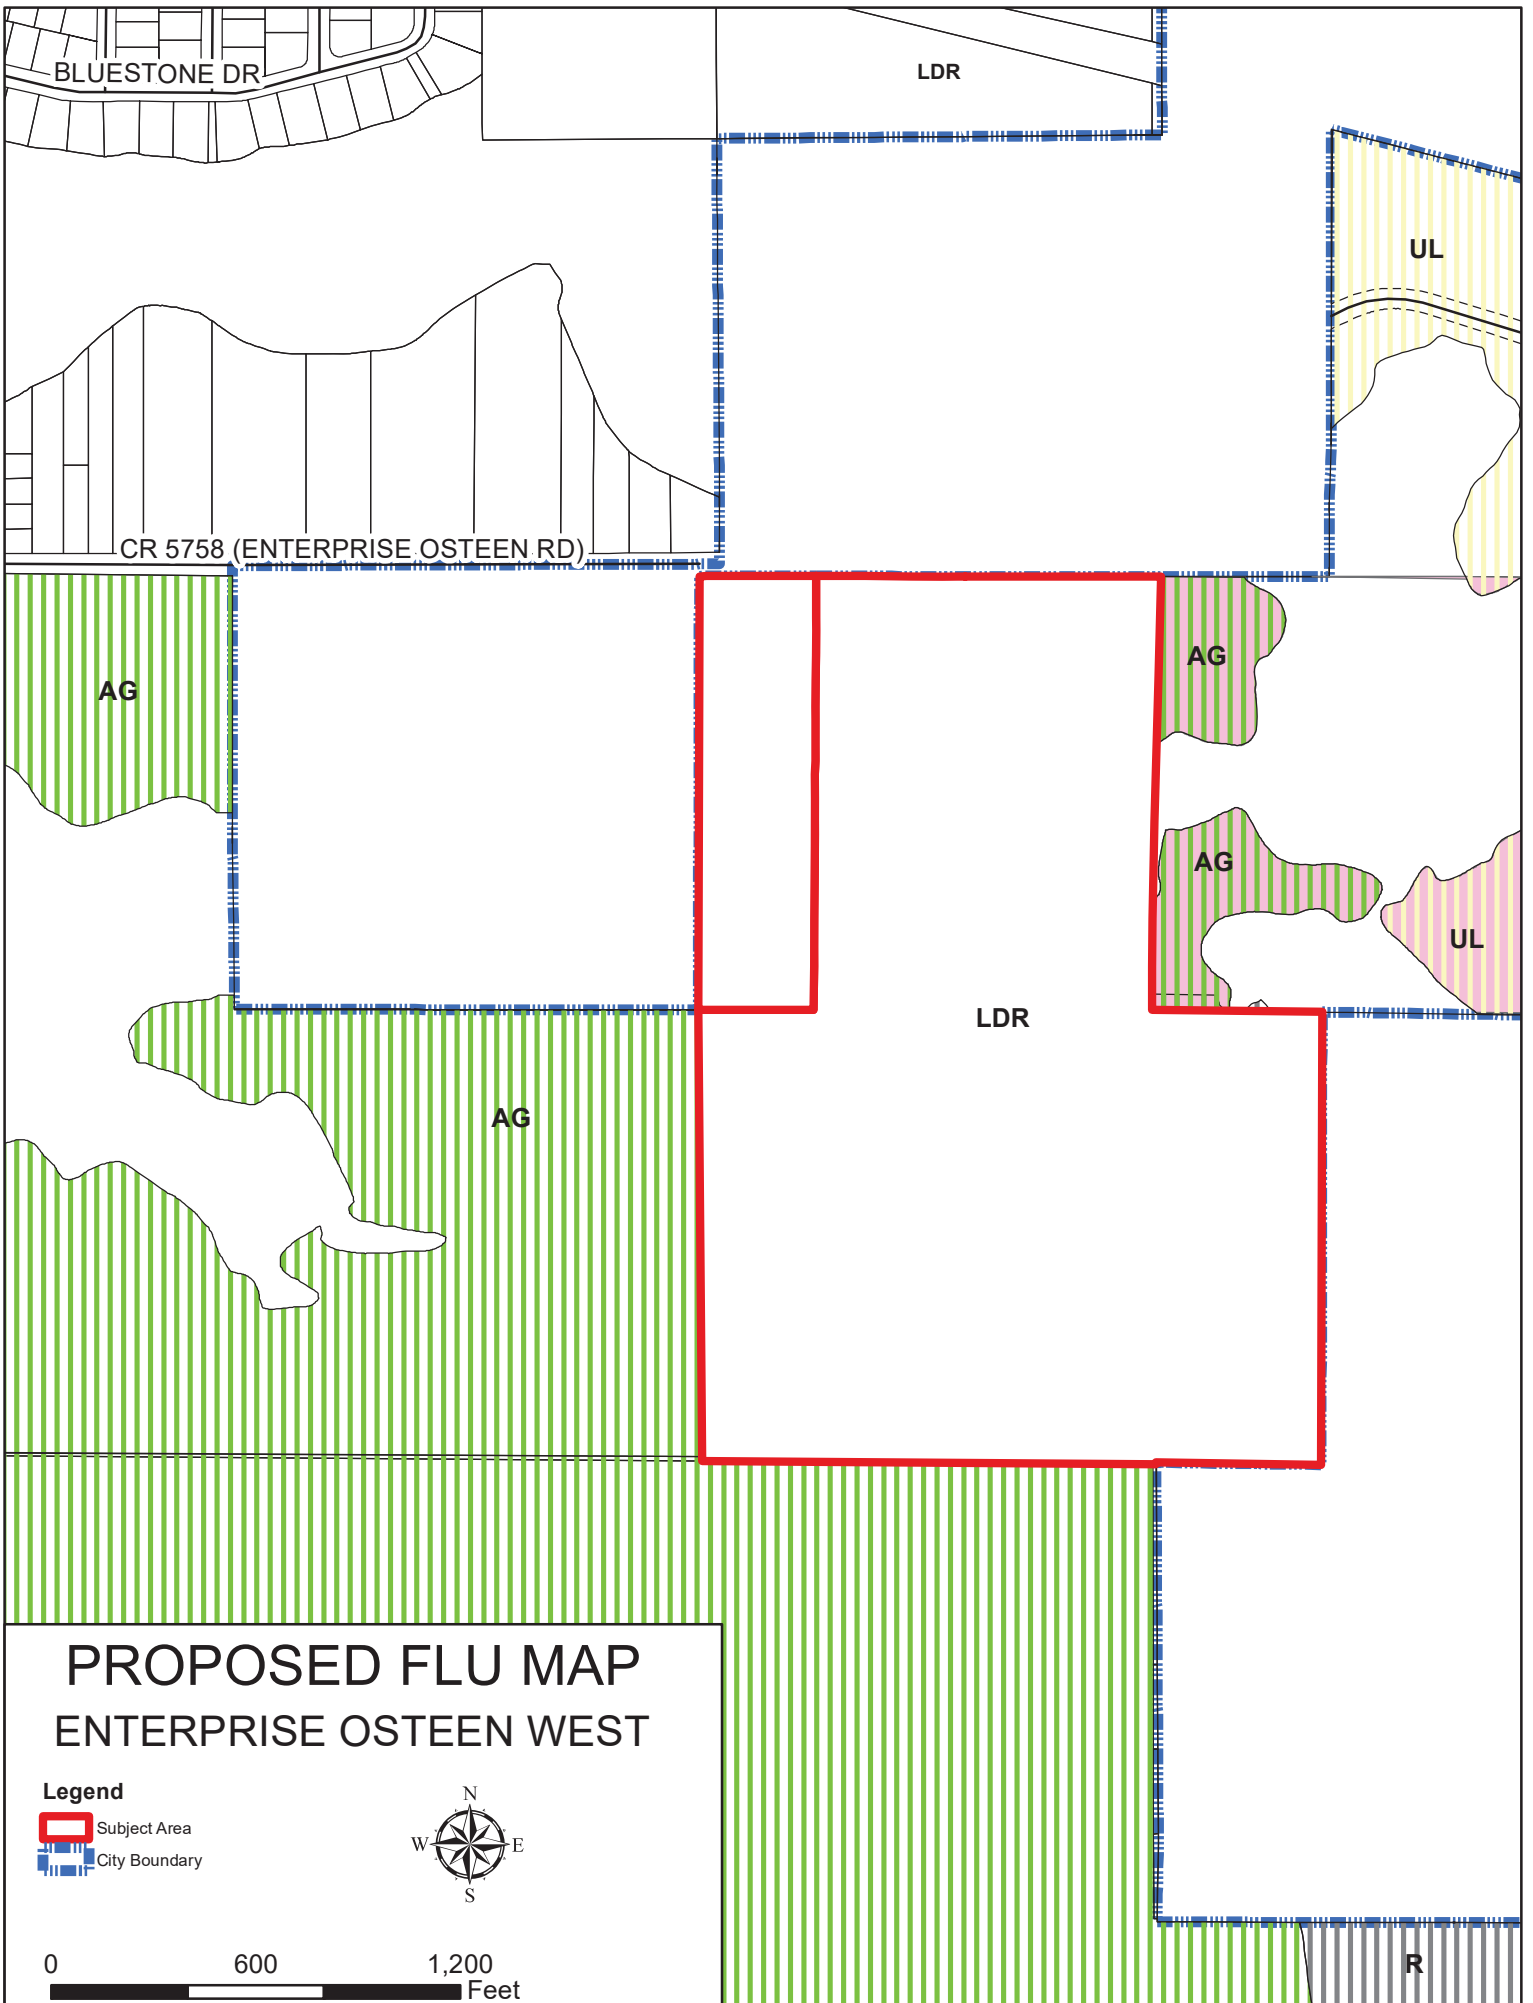 BLUESTONE DR
LDR
UL
CR 5758 (ENTERPRISE OSTEEN RD)
AG
AG
AG
UL
LDR
AG
PROPOSED FLU MAP
ENTERPRISE OSTEEN WEST
Legend
Subject Area
City Boundary
N
W E
S
0 600 1,200
Feet
R